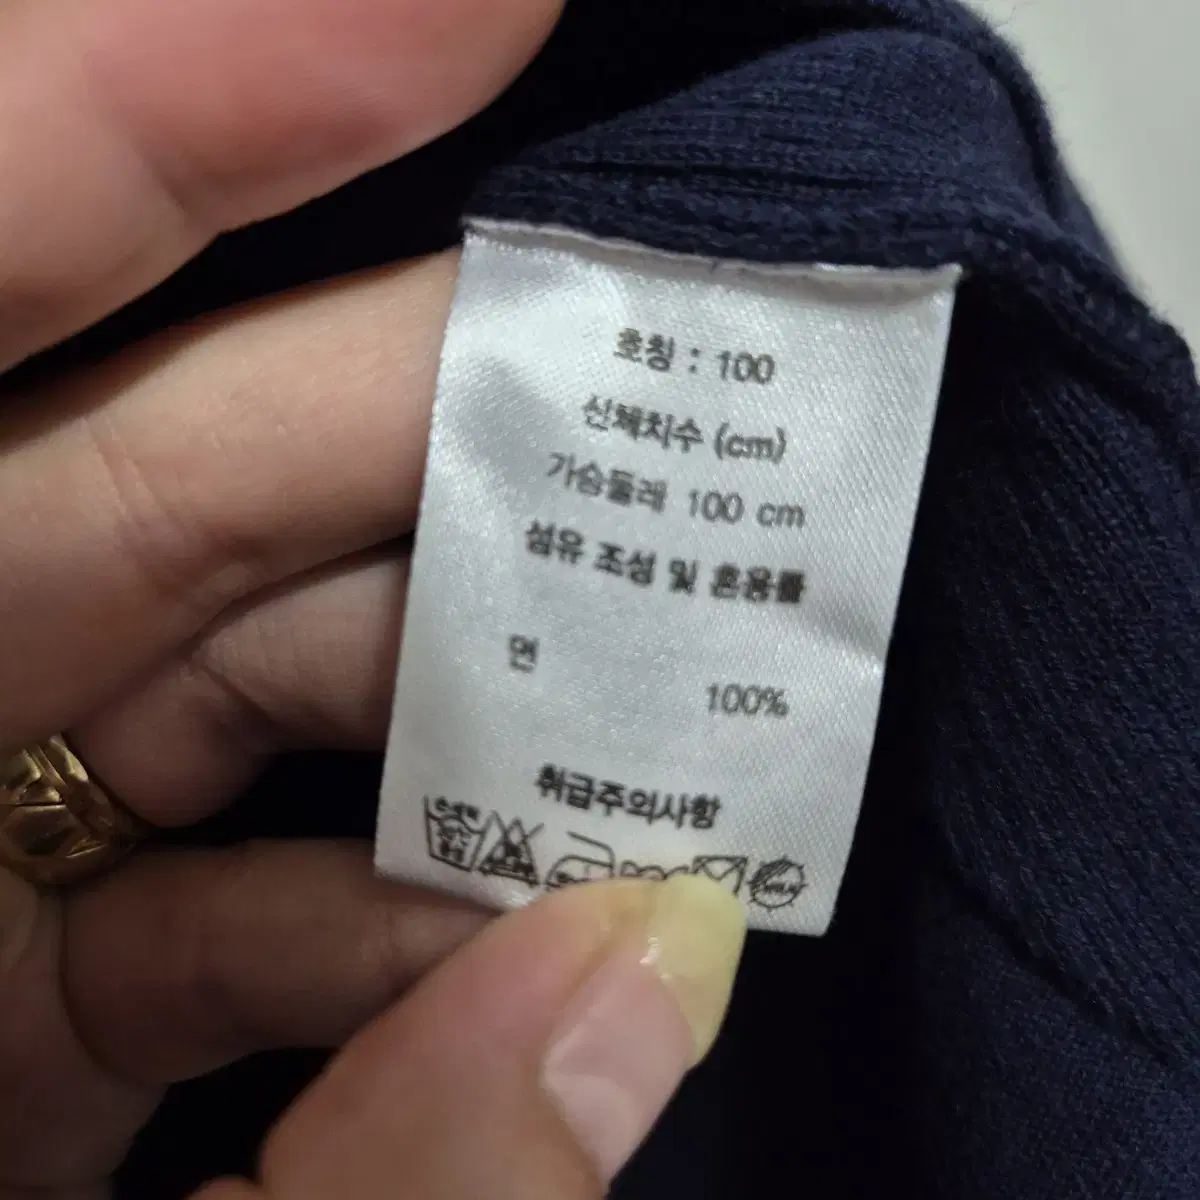 호칭 : 100
신체치수 (cm)
가슴둘레 100 cm
섬유 조성 및 혼용률
면
100%
취급주의사항